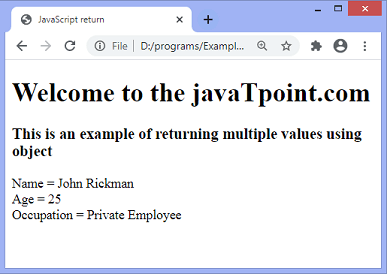 JavaScript return
File
D:/programs/Exampl...
Welcome to the javaTpoint.com
This is an example of returning multiple values using
object
Name = John Rickman
Age = 25
Occupation = Private Employee